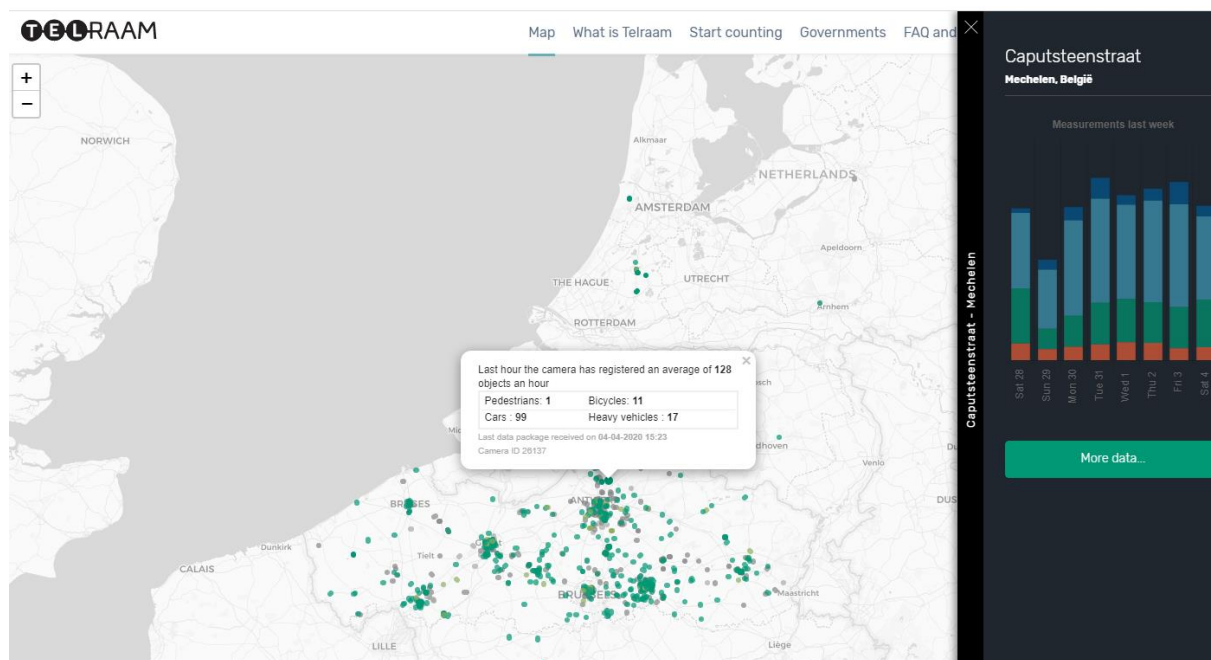 TELRAAM
Map What is Telraam Start counting Governments FAQ and
+
−
Caputsteenstraat
Mechelen, België
Measurements last week
NORWICH
Alkmaar
NETHERLANDS
AMSTERDAM
Apeldoorn
THE HAGUE
UTRECHT
Arnhem
ROTTERDAM
Caputsteenstraat - Mechelen
Last hour the camera has registered an average of 128
objects an hour
Pedestrians: 1 Bicycles: 11
Cars : 99 Heavy vehicles : 17
Last data package received on 04-04-2020 15:23
Camera ID 26137
Sat 28
Sun 29
Mon 30
Tue 31
Wed 1
Thu 2
Fri 3
Sat 4
More data...
Venlo
Dunkirk
Tielt
CALAIS
Maastricht
LILLE
Liège